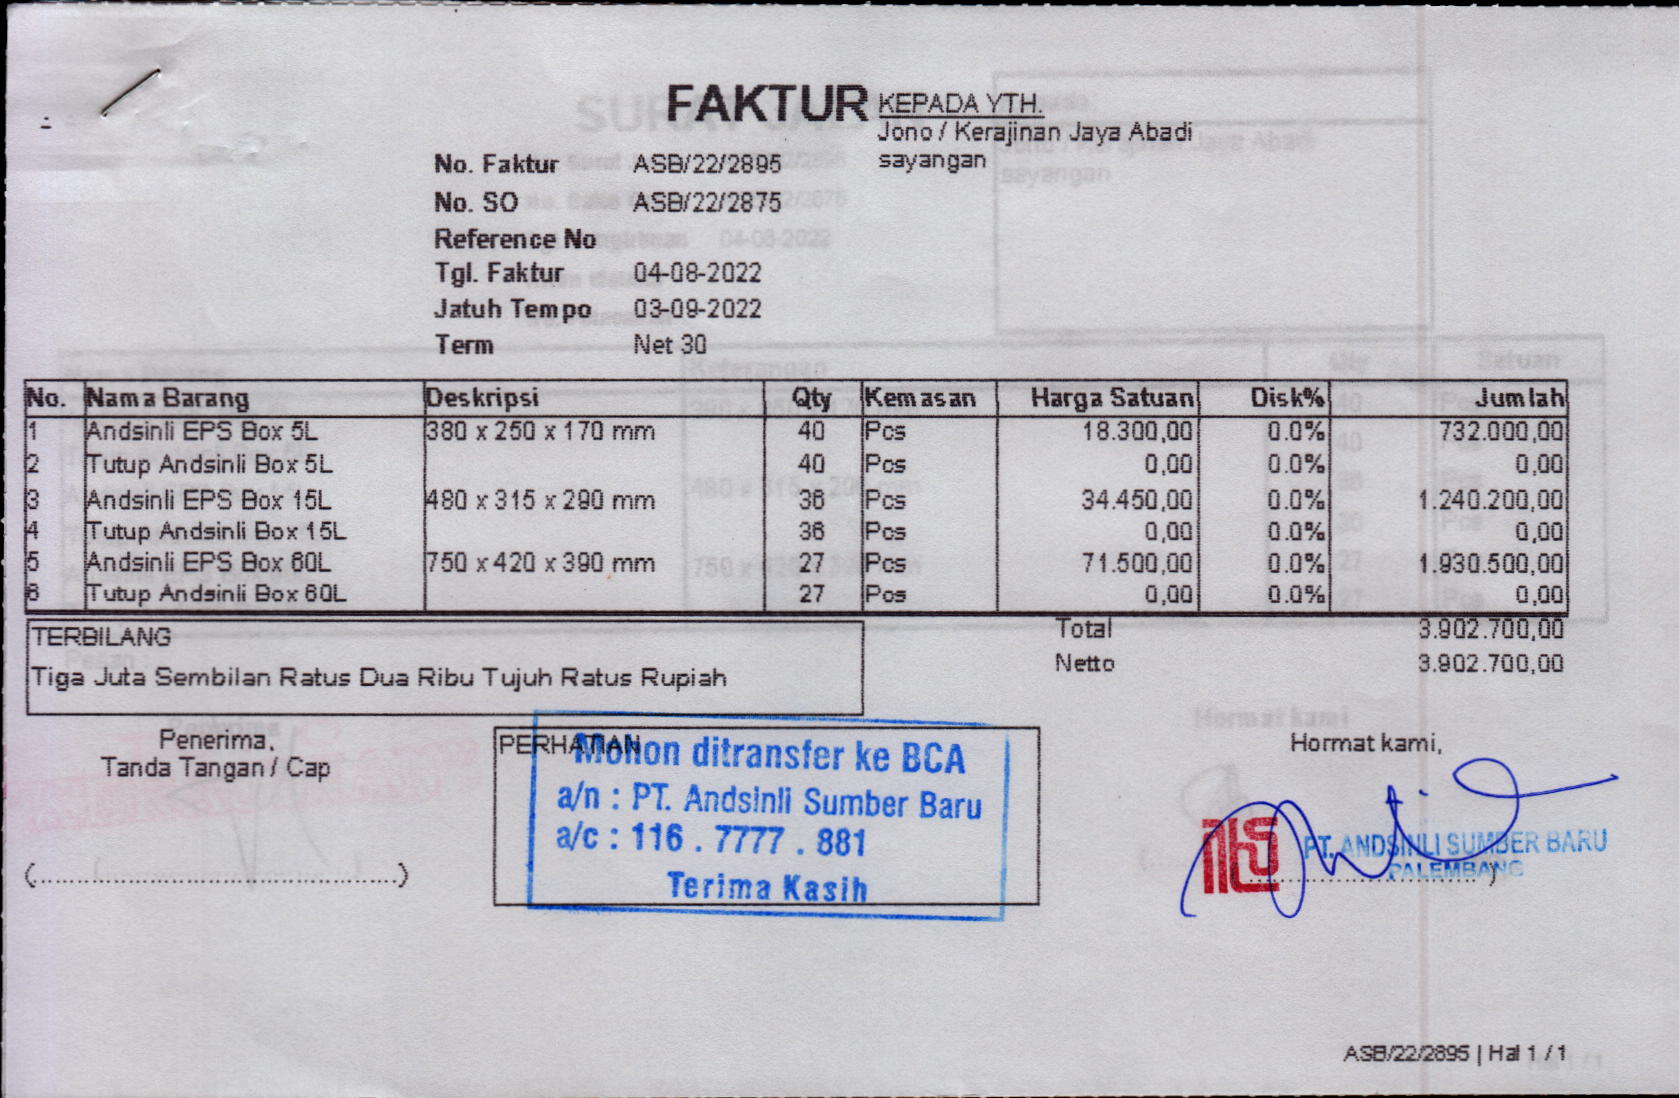 FAKTUR
KEPADA YTH.
Jono / Kerajinan Jaya Abadi
sayangan
No. Faktur ASB/22/2895
No. SO ASB/22/2875
Reference No
Tgl. Faktur 04-08-2022
Jatuh Tempo 03-09-2022
Term Net 30
No. Nama Barang Deskripsi Qty Kemasan Harga Satuan Disk% Jumlah
1 Andsinli EPS Box 5L 380 x 250 x 170 mm 40 Pcs 18.300,00 0.0% 732.000,00
2 Tutup Andsinli Box 5L 40 Pcs 0,00 0.0% 0,00
3 Andsinli EPS Box 15L 480 x 315 x 290 mm 36 Pcs 34.450,00 0.0% 1.240.200,00
4 Tutup Andsinli Box 15L 36 Pcs 0,00 0.0% 0,00
5 Andsinli EPS Box 60L 750 x 420 x 390 mm 27 Pcs 71.500,00 0.0% 1.930.500,00
6 Tutup Andsinli Box 60L 27 Pcs 0,00 0.0% 0,00
Total 3.902.700,00
Netto 3.902.700,00
TERBILANG
Tiga Juta Sembilan Ratus Dua Ribu Tujuh Ratus Rupiah
Penerima,
Tanda Tangan / Cap
PERHATIAN
Mohon ditransfer ke BCA
a/n : PT. Andsinli Sumber Baru
a/c : 116 . 7777 . 881
Terima Kasih
Hormat kami,
PT. ANDSINLI SUMBER BARU
PALEMBANG
ASB/22/2895 | Hal 1 / 1